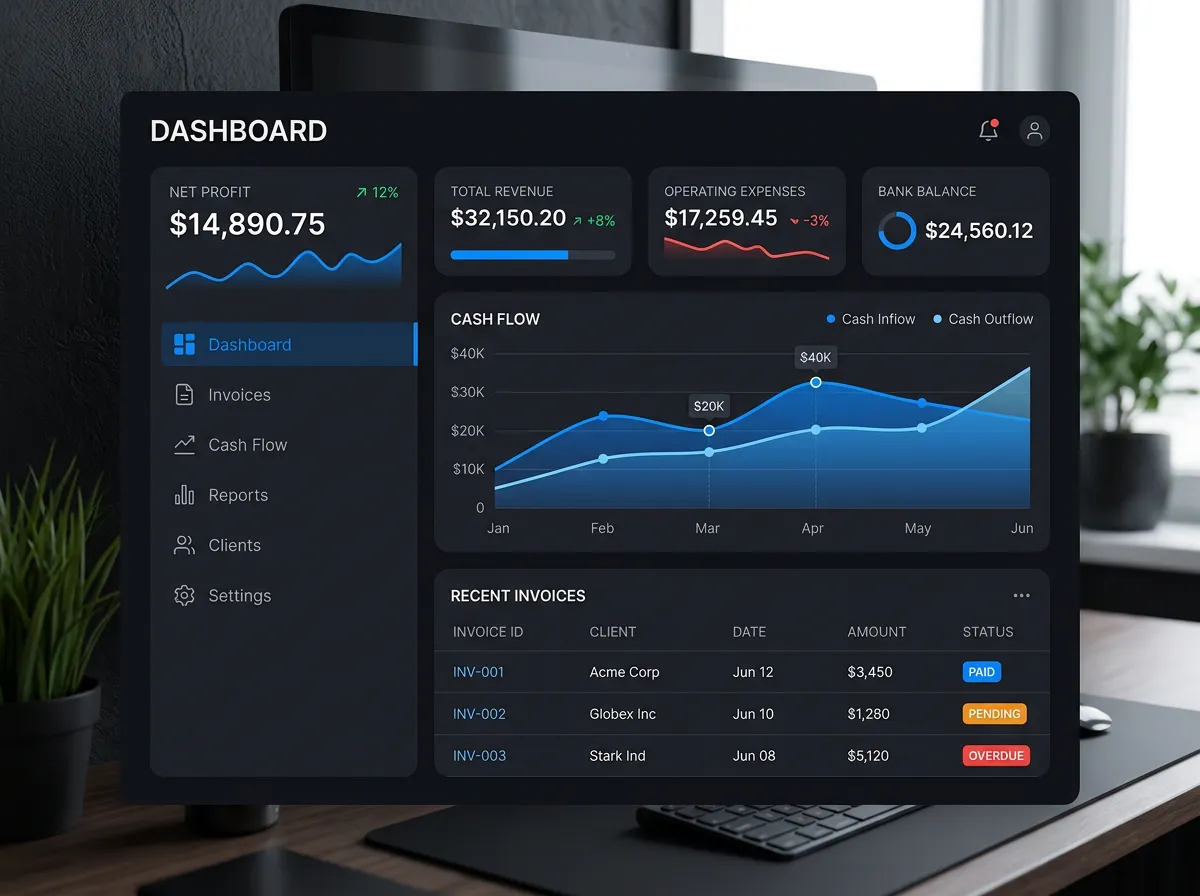 DASHBOARD
NET PROFIT 12%
$14,890.75
Dashboard
Invoices
Cash Flow
Reports
Clients
Settings
TOTAL REVENUE
$32,150.20 +8%
OPERATING EXPENSES
$17,259.45 -3%
BANK BALANCE
$24,560.12
CASH FLOW
Cash Inflow Cash Outflow
$40K
$30K
$20K
$10K
0
$20K
$40K
Jan Feb Mar Apr May Jun
RECENT INVOICES
INVOICE ID CLIENT DATE AMOUNT STATUS
INV-001 Acme Corp Jun 12 $3,450 PAID
INV-002 Globex Inc Jun 10 $1,280 PENDING
INV-003 Stark Ind Jun 08 $5,120 OVERDUE